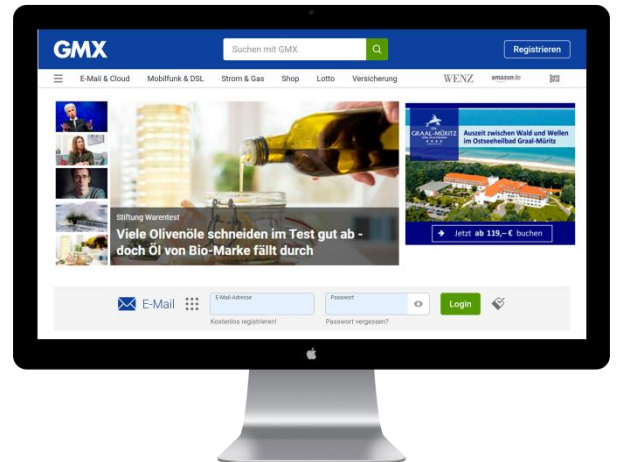 GMX
Suchen mit GMX
Registrieren
E-Mail & Cloud Mobilfunk & DSL Strom & Gas Shop Lotto Versicherung WENZ amazon.de
Stiftung Warentest
Viele Olivenöle schneiden im Test gut ab -
doch Öl von Bio-Marke fällt durch
GRAAL-MÜRITZ
Auszeit zwischen Wald und Wellen
im Ostseeheilbad Graal-Müritz
Jetzt ab 119,– € buchen
E-Mail
E-Mail-Adresse
Passwort
Login
Kostenlos registrieren!
Passwort vergessen?